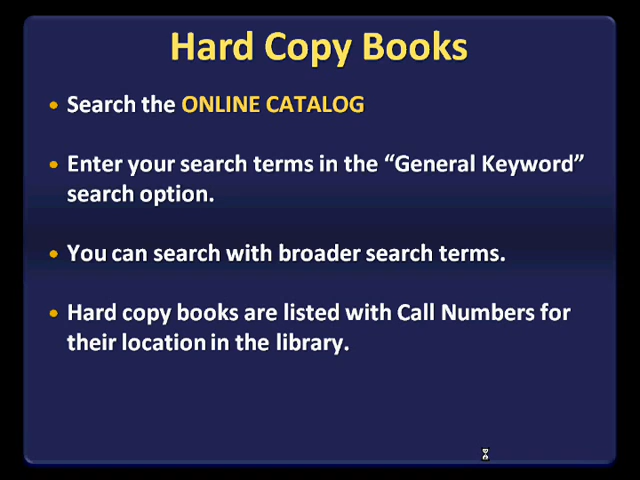 Hard Copy Books
• Search the ONLINE CATALOG
• Enter your search terms in the “General Keyword”
search option.
• You can search with broader search terms.
• Hard copy books are listed with Call Numbers for
their location in the library.